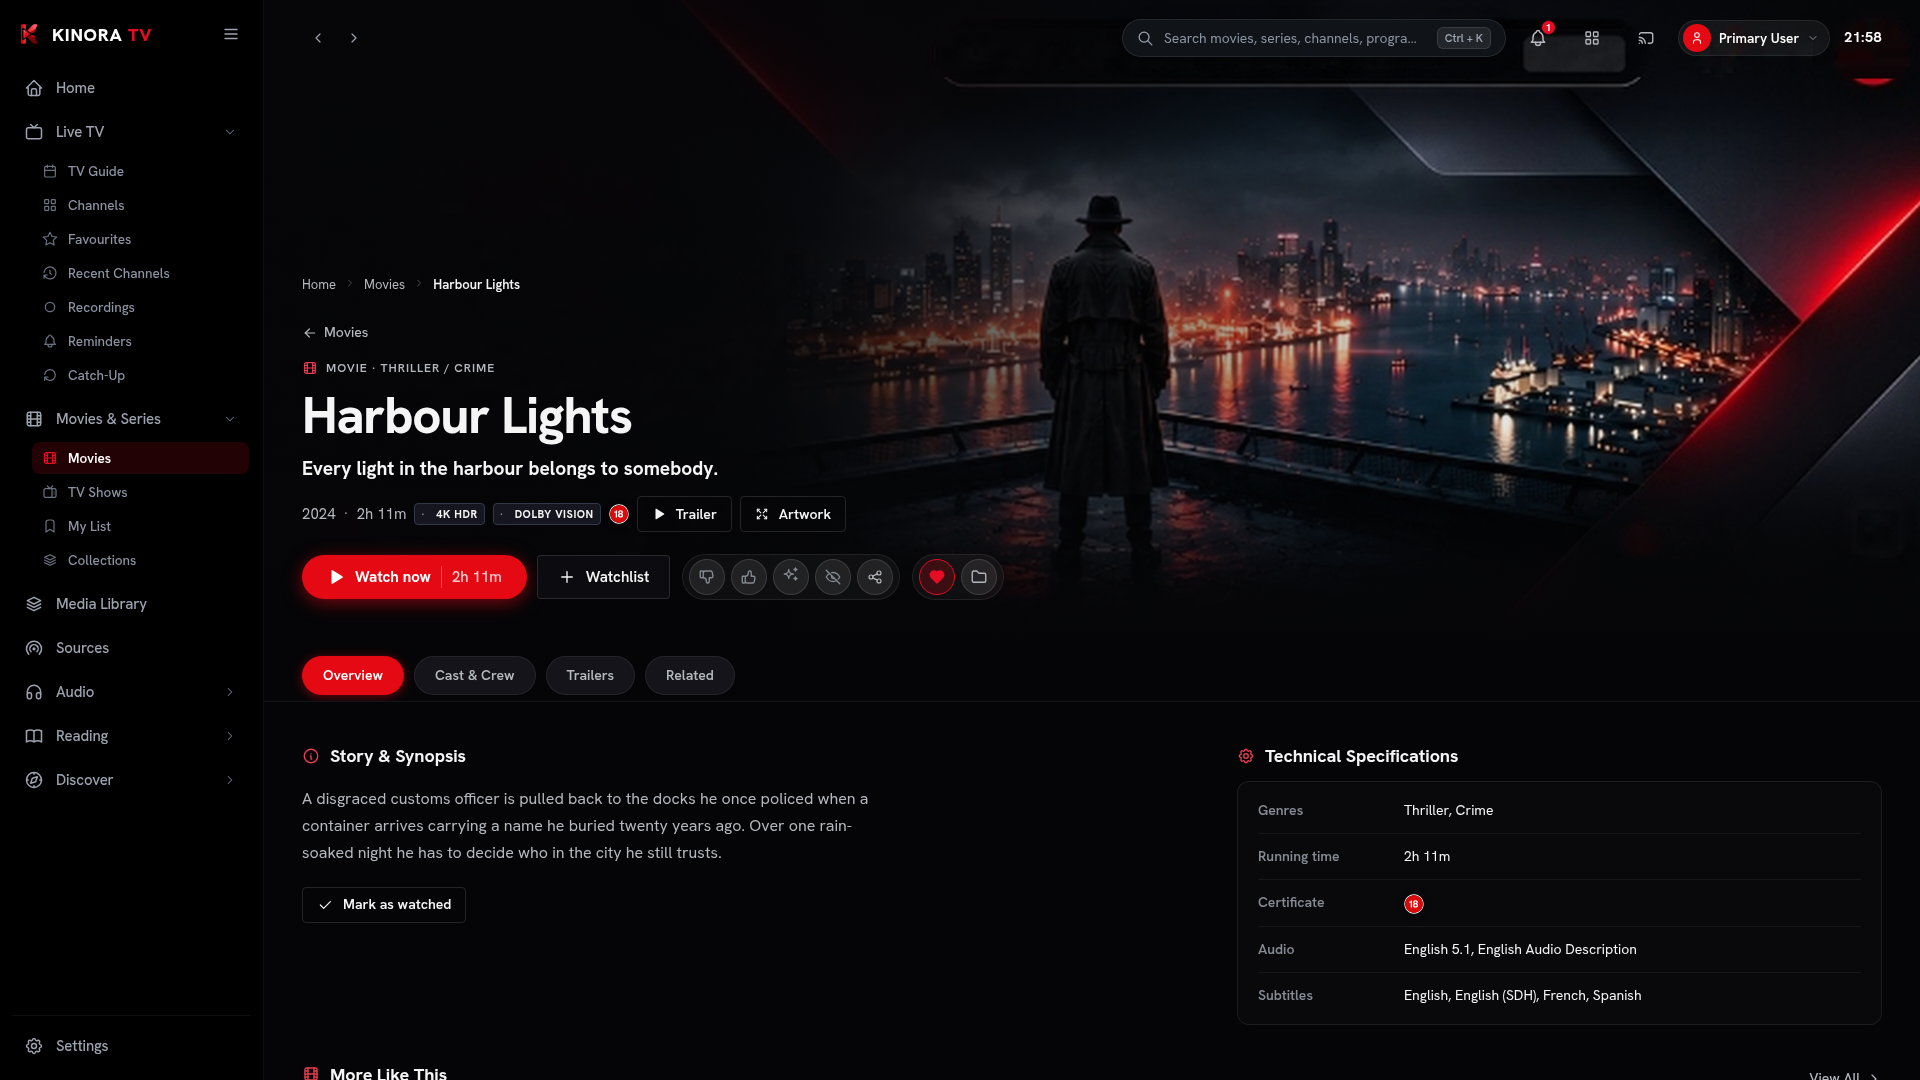 KINORA TV
Search movies, series, channels, progra...
Ctrl + K
1
Primary User
21:58
Home
Live TV
TV Guide
Channels
Favourites
Recent Channels
Recordings
Reminders
Catch-Up
Movies & Series
Movies
TV Shows
My List
Collections
Media Library
Sources
Audio
Reading
Discover
Settings
Home > Movies > Harbour Lights
← Movies
MOVIE · THRILLER / CRIME
Harbour Lights
Every light in the harbour belongs to somebody.
2024 · 2h 11m · 4K HDR · DOLBY VISION 18 Trailer Artwork
Watch now 2h 11m Watchlist
Overview Cast & Crew Trailers Related
Story & Synopsis
A disgraced customs officer is pulled back to the docks he once policed when a
container arrives carrying a name he buried twenty years ago. Over one rain-
soaked night he has to decide who in the city he still trusts.
Mark as watched
Technical Specifications
Genres Thriller, Crime
Running time 2h 11m
Certificate 18
Audio English 5.1, English Audio Description
Subtitles English, English (SDH), French, Spanish
More Like This
View All